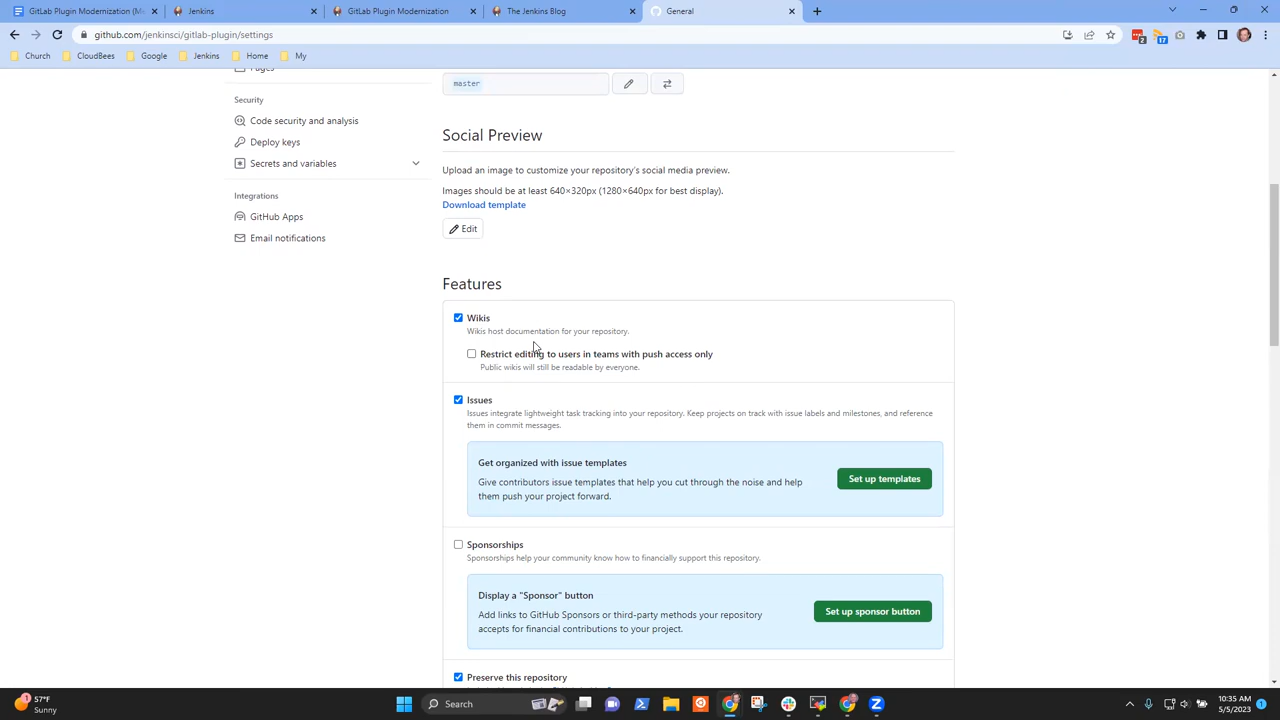 GitLab Plugin Modernization (M
Jenkins
GitLab Plugin Modernization
The Jenkins Blog
General
github.com/jenkinsci/gitlab-plugin/settings
2
17
Church
CloudBees
Google
Jenkins
Home
My
Pages
master
Security
Code security and analysis
Deploy keys
Secrets and variables
Integrations
GitHub Apps
Email notifications
Social Preview
Upload an image to customize your repository's social media preview.
Images should be at least 640×320px (1280×640px for best display).
Download template
Edit
Features
Wikis
Wikis host documentation for your repository.
Restrict editing to users in teams with push access only
Public wikis will still be readable by everyone.
Issues
Issues integrate lightweight task tracking into your repository. Keep projects on track with issue labels and milestones, and reference
them in commit messages.
Get organized with issue templates
Give contributors issue templates that help you cut through the noise and help
them push your project forward.
Set up templates
Sponsorships
Sponsorships help your community know how to financially support this repository.
Display a "Sponsor" button
Add links to GitHub Sponsors or third-party methods your repository
accepts for financial contributions to your project.
Set up sponsor button
Preserve this repository
1
57°F
Sunny
Search
10:35 AM
5/5/2023